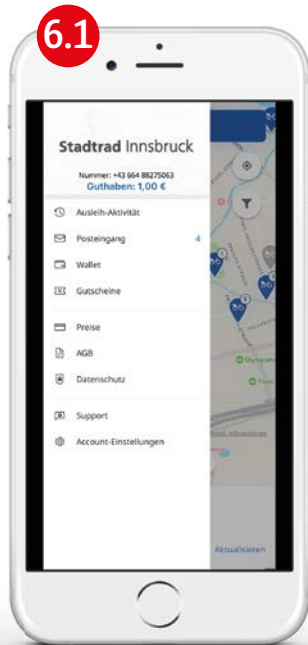 6.1
Stadtrad Innsbruck
Nummer: +43 664 88275063
Guthaben: 1,00 €
Ausleih-Aktivität
Posteingang 4
Wallet
Gutscheine
Preise
AGB
Datenschutz
Support
Account-Einstellungen
Aktualisieren